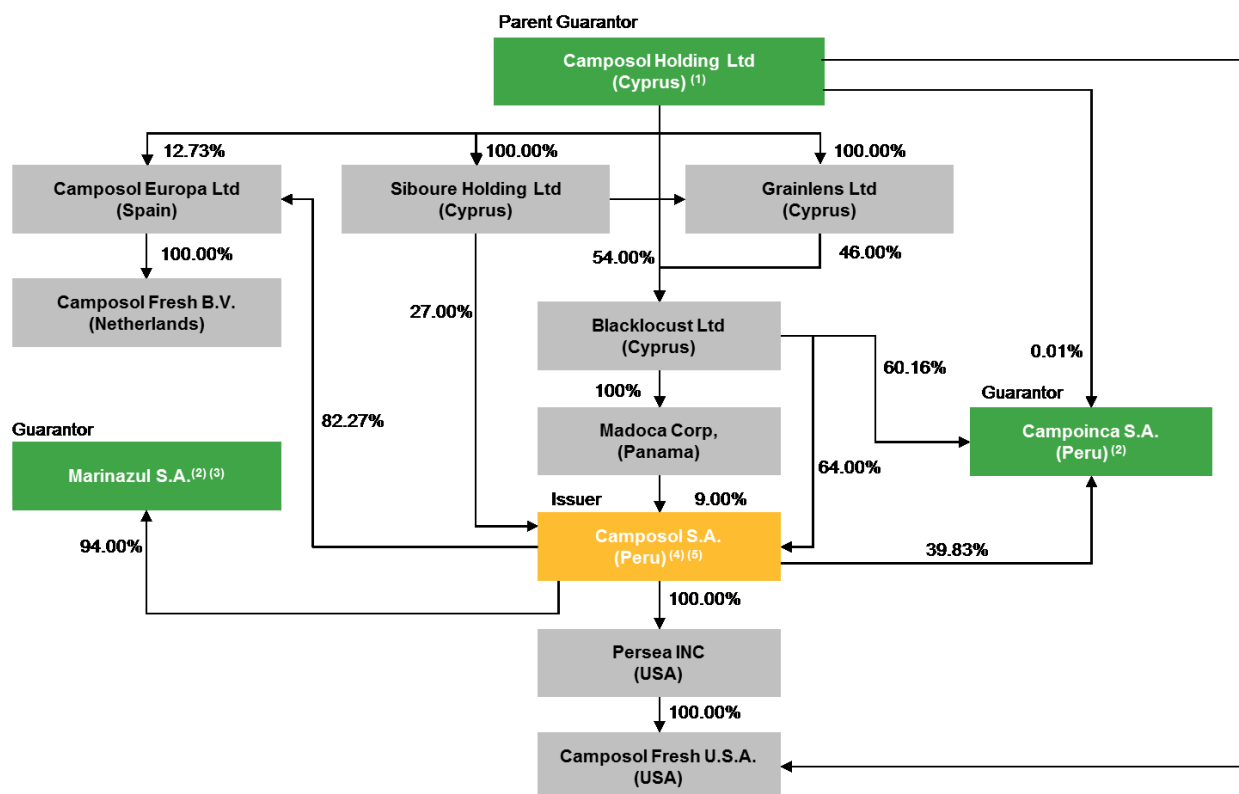 Parent Guarantor
Camposol Holding Ltd
(Cyprus) (1)
12.73%
100.00%
100.00%
Camposol Europa Ltd
(Spain)
Siboure Holding Ltd
(Cyprus)
Grainlens Ltd
(Cyprus)
100.00%
54.00%
46.00%
Camposol Fresh B.V.
(Netherlands)
27.00%
Blacklocust Ltd
(Cyprus)
0.01%
60.16%
100%
82.27%
Guarantor
Campoinca S.A.
(Peru) (2)
Madoca Corp,
(Panama)
Guarantor
Marinazul S.A.(2) (3)
64.00%
Issuer
9.00%
Camposol S.A.
(Peru) (4) (5)
94.00%
39.83%
100.00%
Persea INC
(USA)
100.00%
Camposol Fresh U.S.A.
(USA)